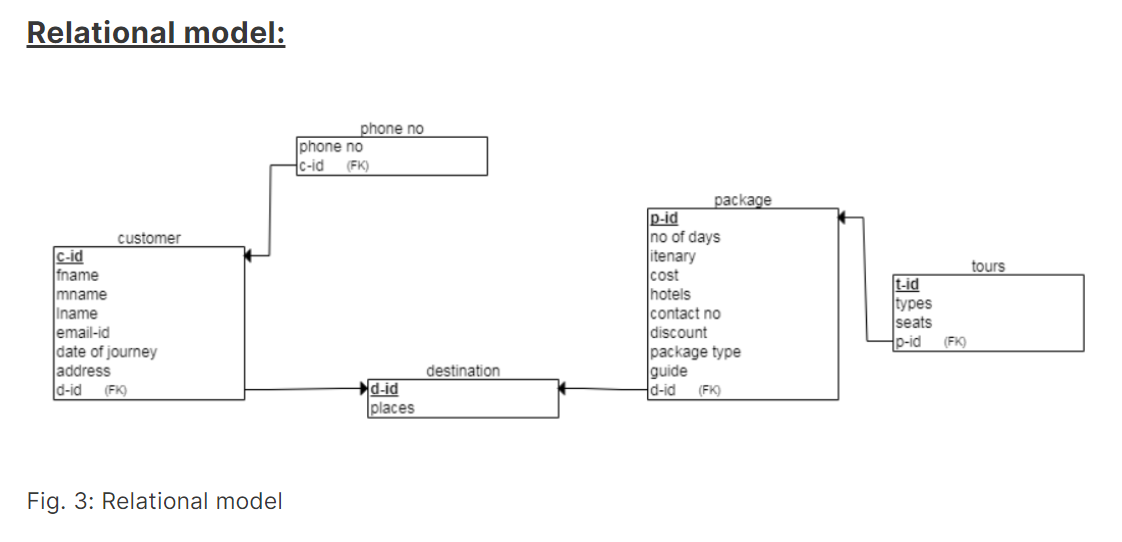 Relational model:
phone no
phone no
c-id (FK)
customer
c-id
fname
mname
lname
email-id
date of journey
address
d-id (FK)
destination
d-id
places
package
p-id
no of days
itenary
cost
hotels
contact no
discount
package type
guide
d-id (FK)
tours
t-id
types
seats
p-id (FK)
Fig. 3: Relational model